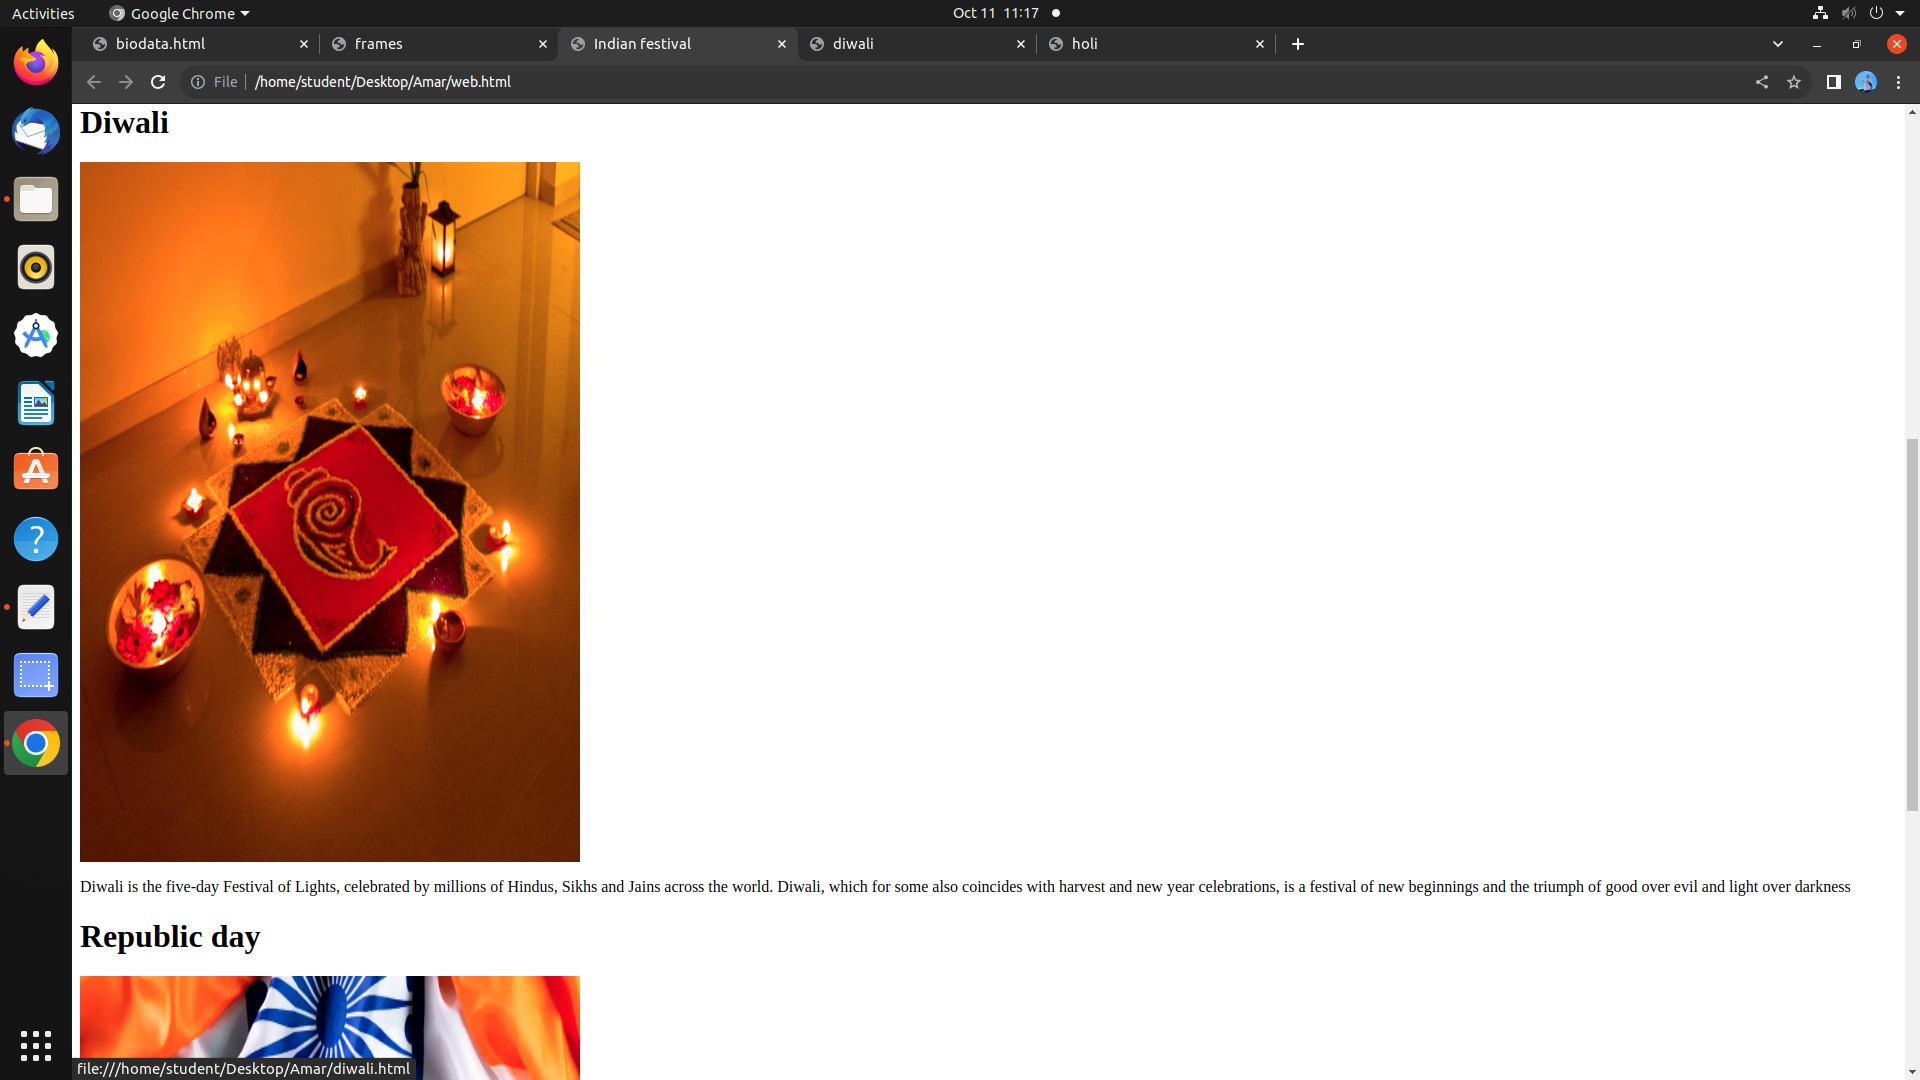 Activities Google Chrome Oct 11 11:17
biodata.html frames Indian festival diwali holi
File /home/student/Desktop/Amar/web.html
Diwali
Diwali is the five-day Festival of Lights, celebrated by millions of Hindus, Sikhs and Jains across the world. Diwali, which for some also coincides with harvest and new year celebrations, is a festival of new beginnings and the triumph of good over evil and light over darkness
Republic day
file:///home/student/Desktop/Amar/diwali.html